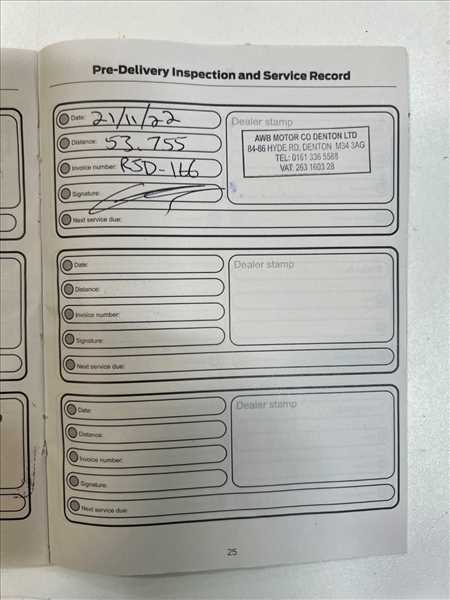 Pre-Delivery Inspection and Service Record
Date: 21/11/22
Distance: 53.755
Invoice number: RSD-166
Signature:
Next service due:
Dealer stamp
AWB MOTOR CO DENTON LTD
84-86 HYDE RD, DENTON M34 3AG
TEL: 0161 336 5588
VAT. 263 1603 28
Date:
Distance:
Invoice number:
Signature:
Next service due:
Dealer stamp
Date:
Distance:
Invoice number:
Signature:
Next service due:
Dealer stamp
25